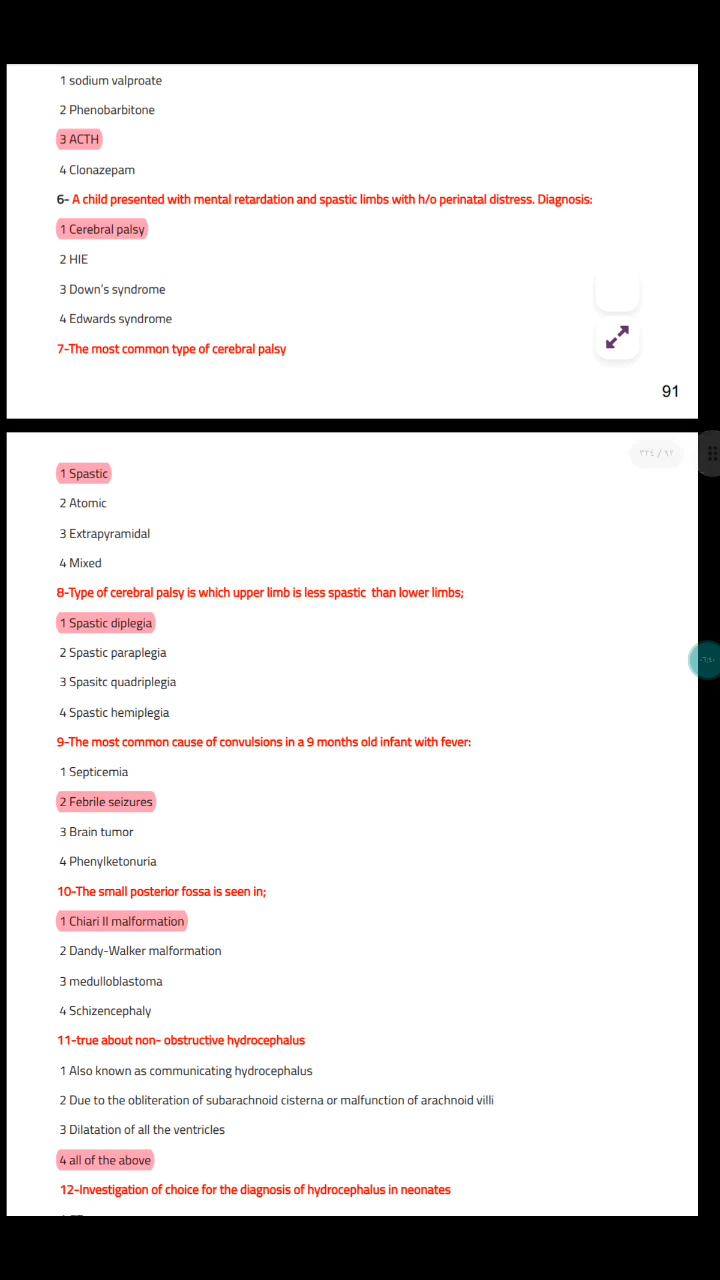 1 sodium valproate
2 Phenobarbitone
3 ACTH
4 Clonazepam
6- A child presented with mental retardation and spastic limbs with h/o perinatal distress. Diagnosis:
1 Cerebral palsy
2 HIE
3 Down's syndrome
4 Edwards syndrome
7-The most common type of cerebral palsy
91
٩٢ / ٣٢٤
1 Spastic
2 Atomic
3 Extrapyramidal
4 Mixed
8-Type of cerebral palsy is which upper limb is less spastic than lower limbs;
1 Spastic diplegia
2 Spastic paraplegia
3 Spasitc quadriplegia
4 Spastic hemiplegia
9-The most common cause of convulsions in a 9 months old infant with fever:
1 Septicemia
2 Febrile seizures
3 Brain tumor
4 Phenylketonuria
10-The small posterior fossa is seen in;
1 Chiari II malformation
2 Dandy-Walker malformation
3 medulloblastoma
4 Schizencephaly
11-true about non- obstructive hydrocephalus
1 Also known as communicating hydrocephalus
2 Due to the obliteration of subarachnoid cisterna or malfunction of arachnoid villi
3 Dilatation of all the ventricles
4 all of the above
12-Investigation of choice for the diagnosis of hydrocephalus in neonates